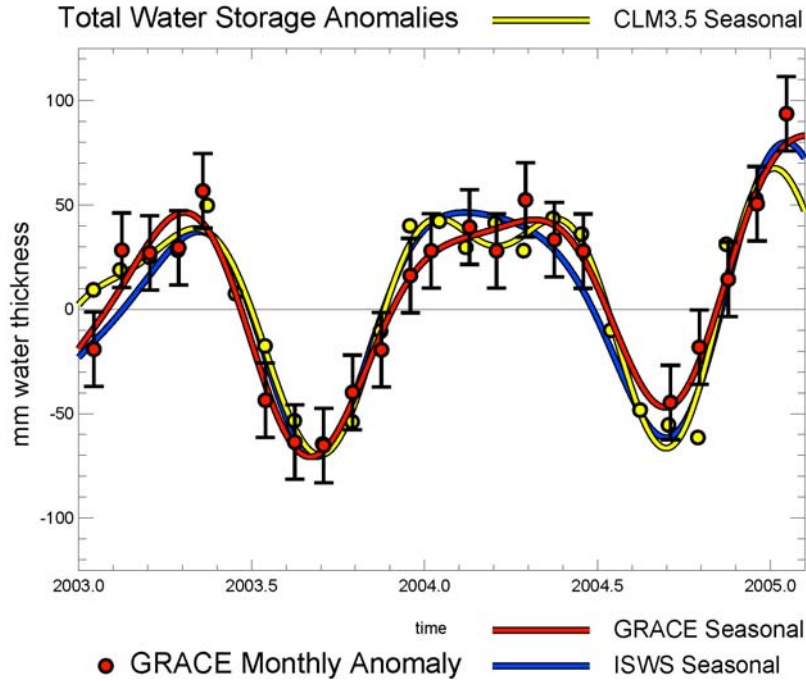 Total Water Storage Anomalies
CLM3.5 Seasonal
mm water thickness
100
50
0
-50
-100
2003.0
2003.5
2004.0
2004.5
2005.0
time
GRACE Seasonal
GRACE Monthly Anomaly
ISWS Seasonal